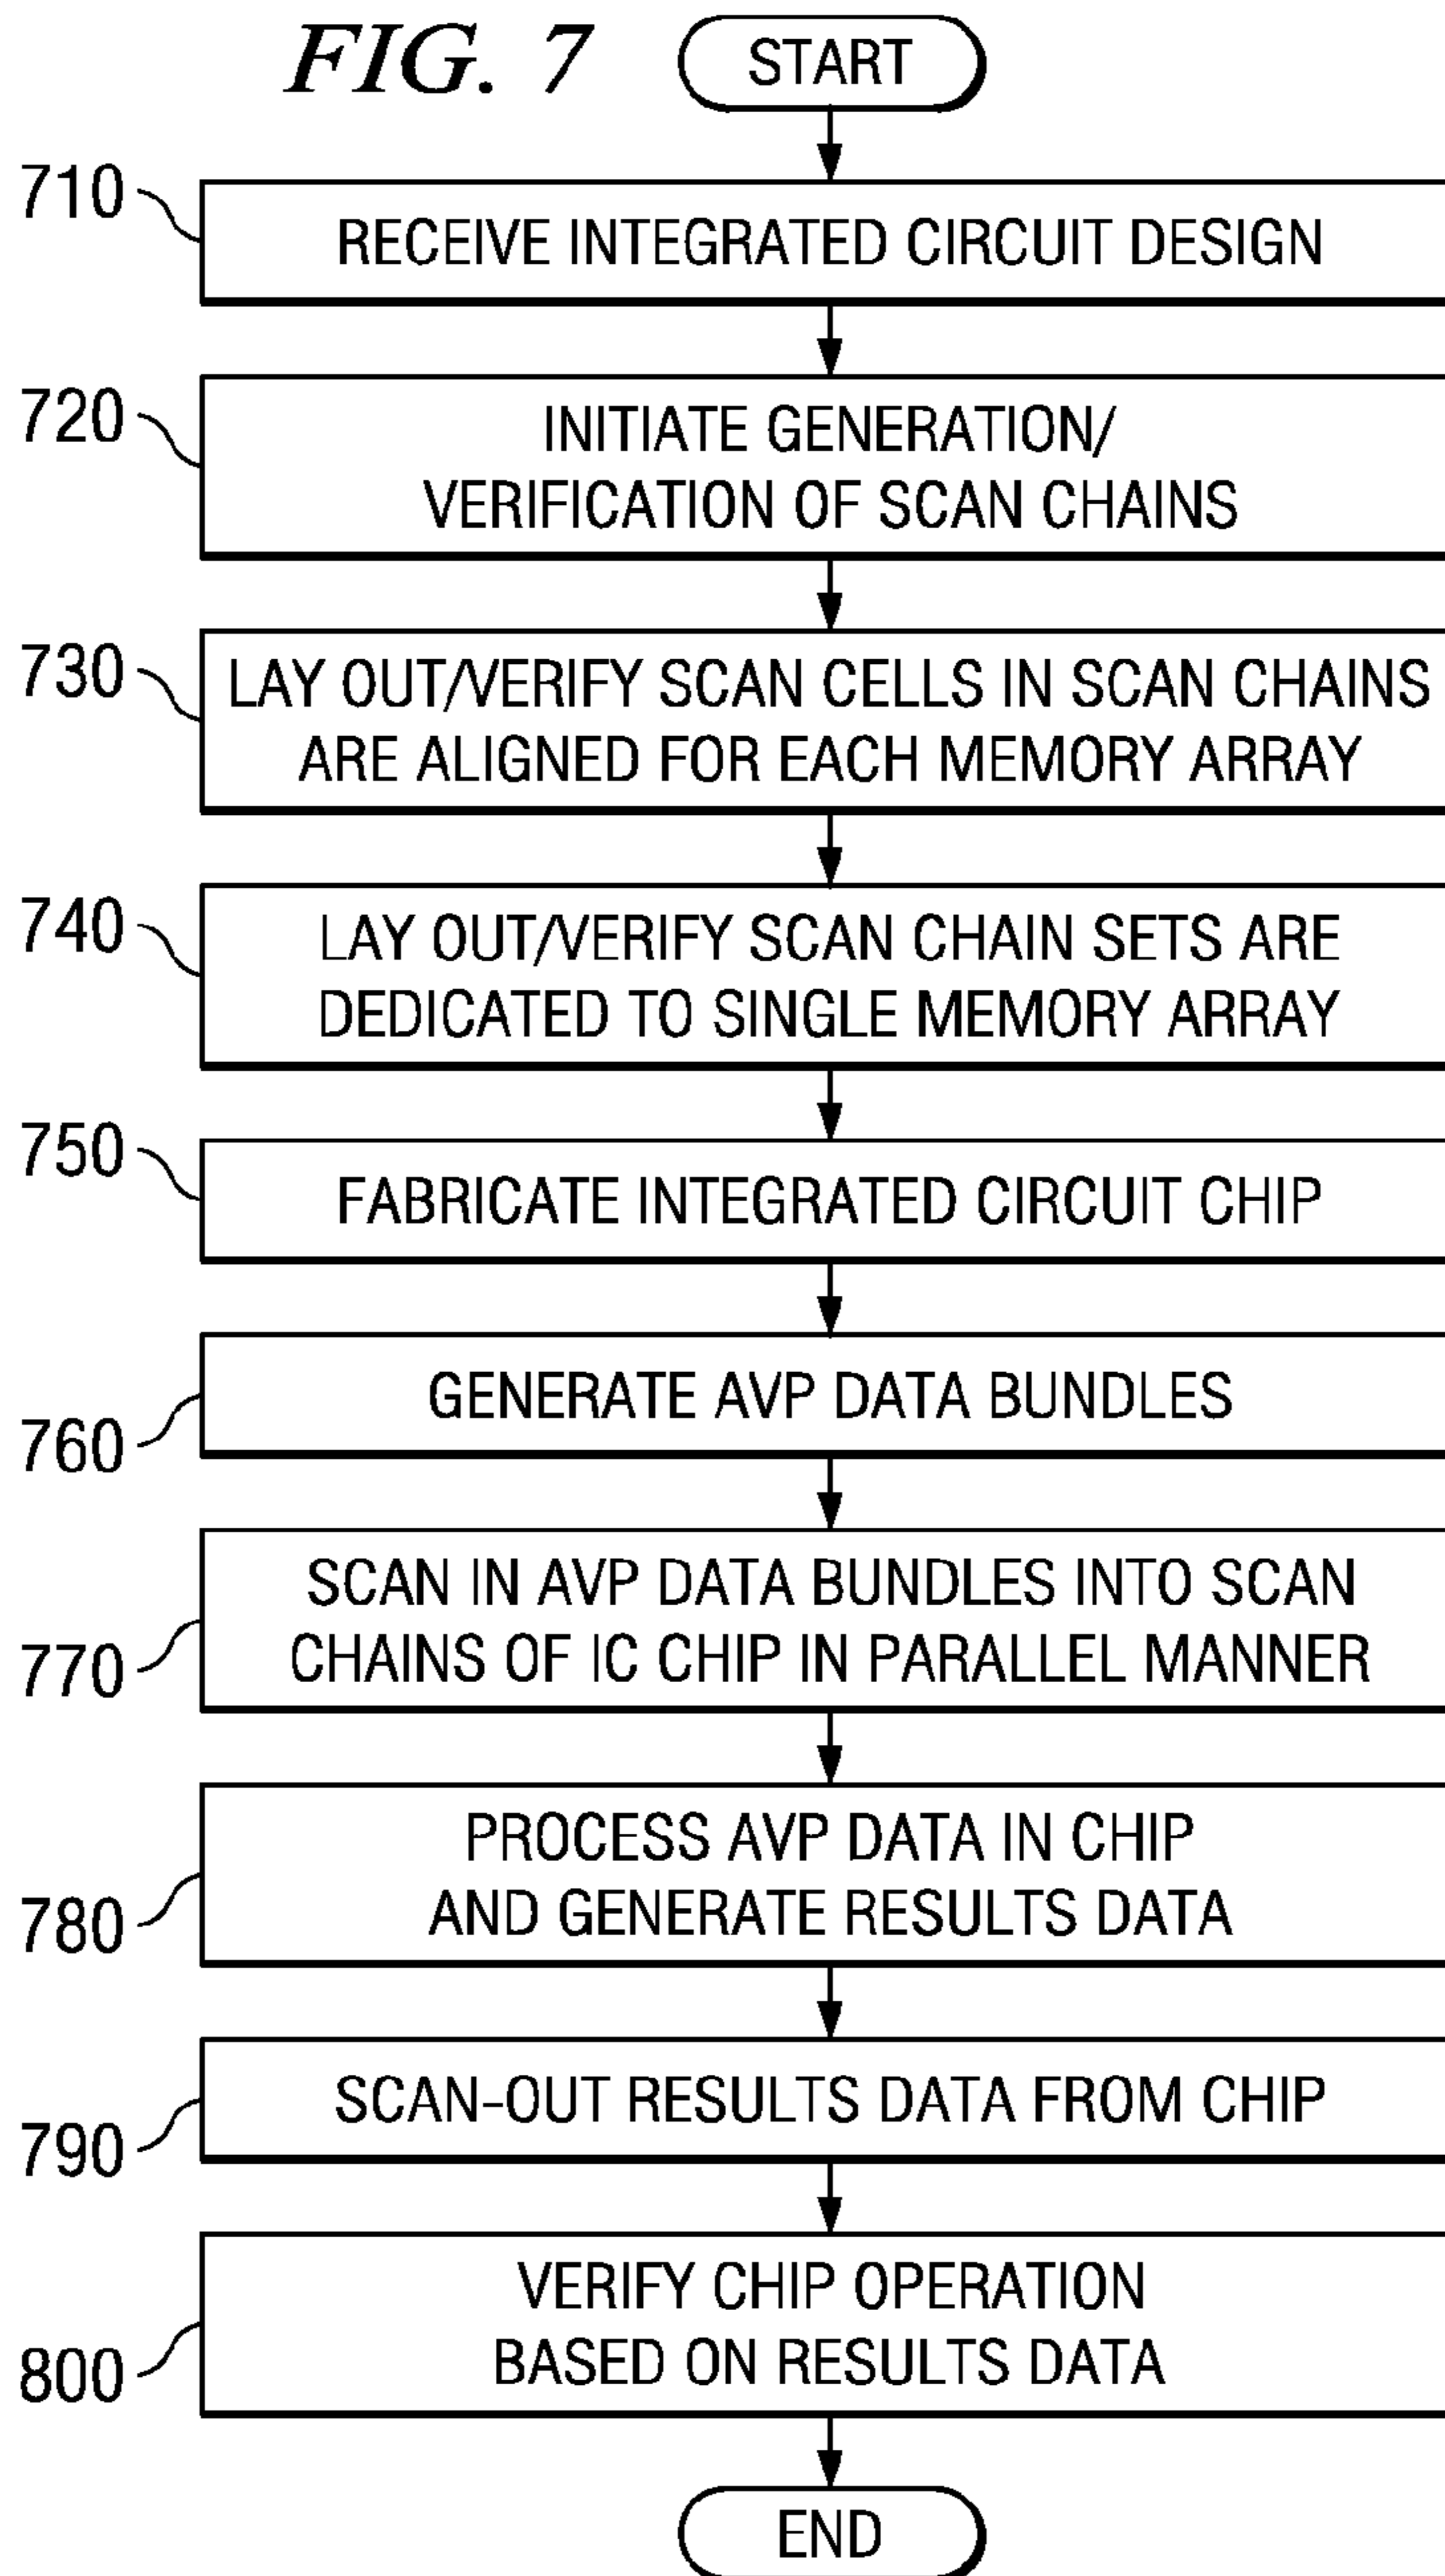 FIG. 7
START
710
RECEIVE INTEGRATED CIRCUIT DESIGN
720
INITIATE GENERATION/
VERIFICATION OF SCAN CHAINS
730
LAY OUT/VERIFY SCAN CELLS IN SCAN CHAINS
ARE ALIGNED FOR EACH MEMORY ARRAY
740
LAY OUT/VERIFY SCAN CHAIN SETS ARE
DEDICATED TO SINGLE MEMORY ARRAY
750
FABRICATE INTEGRATED CIRCUIT CHIP
760
GENERATE AVP DATA BUNDLES
770
SCAN IN AVP DATA BUNDLES INTO SCAN
CHAINS OF IC CHIP IN PARALLEL MANNER
780
PROCESS AVP DATA IN CHIP
AND GENERATE RESULTS DATA
790
SCAN-OUT RESULTS DATA FROM CHIP
800
VERIFY CHIP OPERATION
BASED ON RESULTS DATA
END